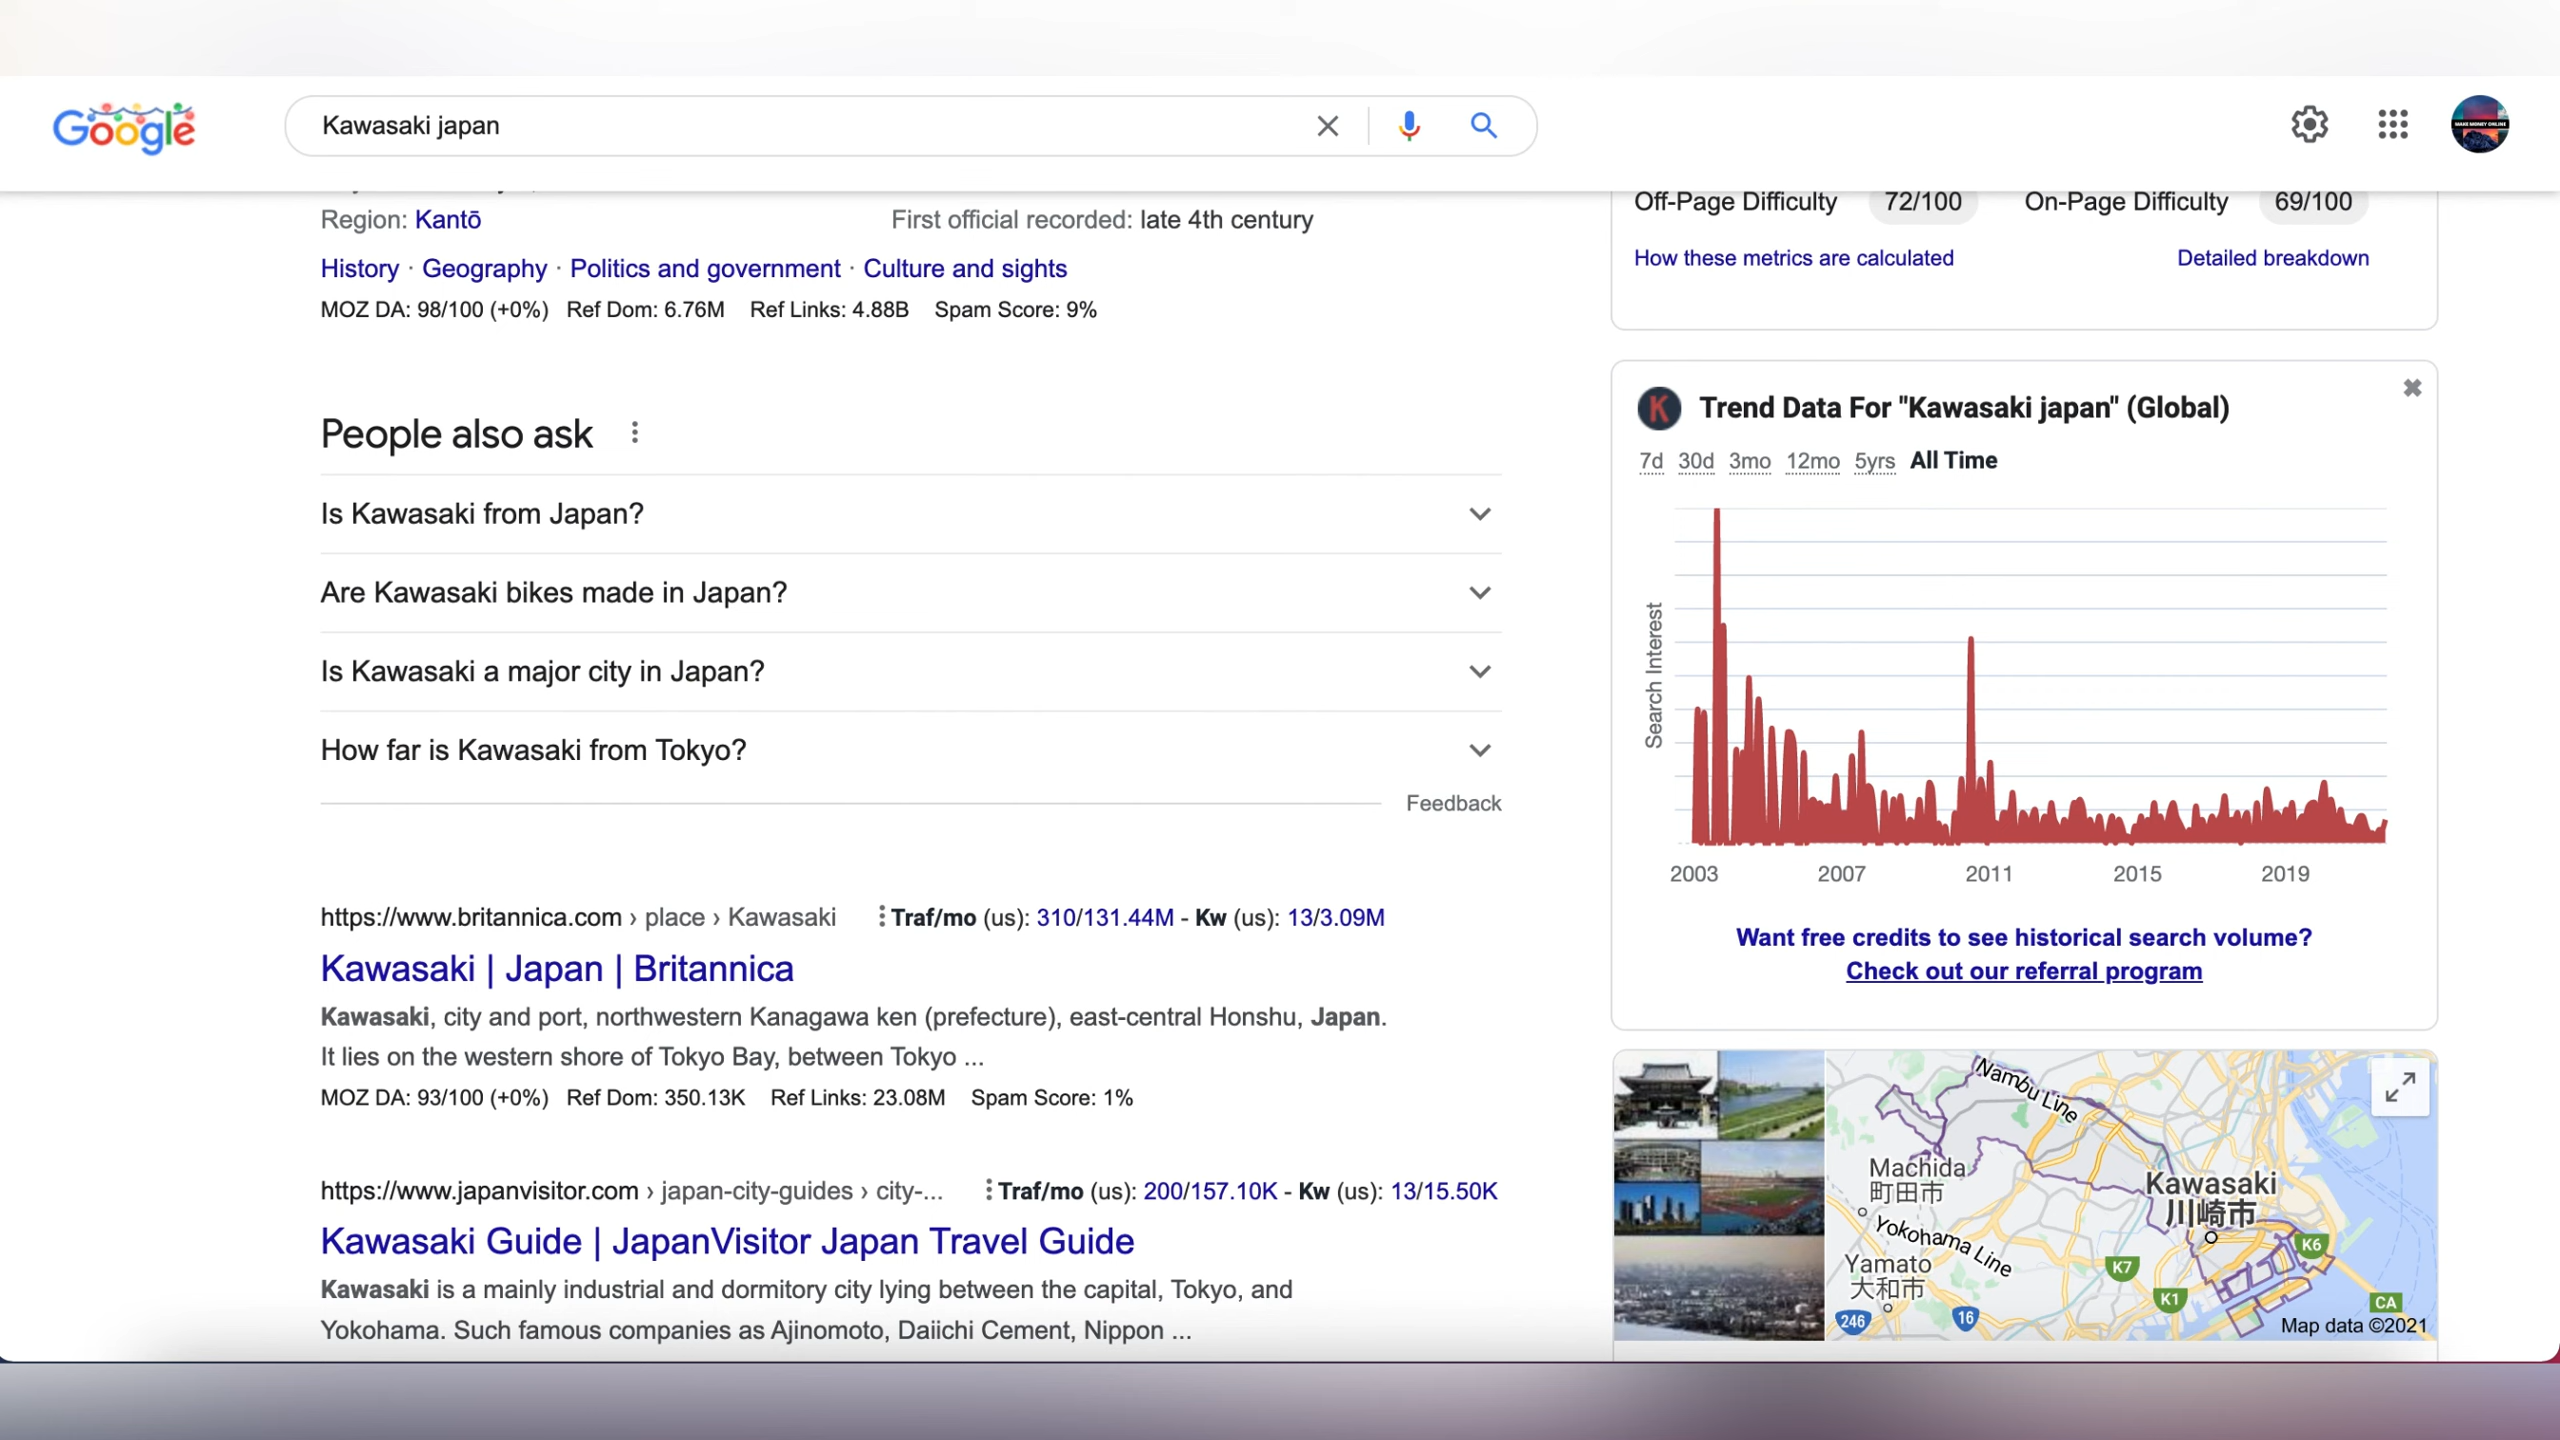 Google
Kawasaki japan
MAKE MONEY ONLINE
Region: Kantō
First official recorded: late 4th century
History · Geography · Politics and government · Culture and sights
MOZ DA: 98/100 (+0%) Ref Dom: 6.76M Ref Links: 4.88B Spam Score: 9%
People also ask
Is Kawasaki from Japan?
Are Kawasaki bikes made in Japan?
Is Kawasaki a major city in Japan?
How far is Kawasaki from Tokyo?
Feedback
https://www.britannica.com › place › Kawasaki Traf/mo (us): 310/131.44M - Kw (us): 13/3.09M
Kawasaki | Japan | Britannica
Kawasaki, city and port, northwestern Kanagawa ken (prefecture), east-central Honshu, Japan.
It lies on the western shore of Tokyo Bay, between Tokyo ...
MOZ DA: 93/100 (+0%) Ref Dom: 350.13K Ref Links: 23.08M Spam Score: 1%
https://www.japanvisitor.com › japan-city-guides › city-... Traf/mo (us): 200/157.10K - Kw (us): 13/15.50K
Kawasaki Guide | JapanVisitor Japan Travel Guide
Kawasaki is a mainly industrial and dormitory city lying between the capital, Tokyo, and
Yokohama. Such famous companies as Ajinomoto, Daiichi Cement, Nippon ...
Off-Page Difficulty 72/100 On-Page Difficulty 69/100
How these metrics are calculated
Detailed breakdown
K Trend Data For "Kawasaki japan" (Global)
7d 30d 3mo 12mo 5yrs All Time
Search Interest
2003 2007 2011 2015 2019
Want free credits to see historical search volume?
Check out our referral program
Nambu Line
Machida
町田市
Kawasaki
川崎市
Yokohama Line
Yamato
大和市
K6
K7
K1
CA
246
16
Map data ©2021